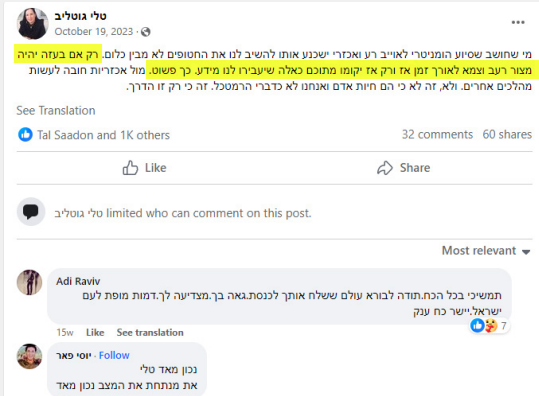 טלי גוטליב
October 19, 2023 ·
מי שחושב שסיוע הומניטרי לאוייב רע ואכזרי ישכנע אותו להשיב לנו את החטופים לא מבין כלום. רק אם בעזה יהיה
מצור רעב וצמא לאורך זמן אז ורק אז יקומו מתוכם כאלה שיעבירו לנו מידע. כך פשוט. מול אכזריות חובה לעשות
מהלכים אחרים. ולא, זה לא כי הם חיות אדם ואנחנו לא כדברי הרמטכל. זה כי רק זו הדרך.
See Translation
Tal Saadon and 1K others
32 comments 60 shares
Like
Share
טלי גוטליב limited who can comment on this post.
Most relevant
Adi Raviv
תמשיכי בכל הכח.תודה לבורא עולם ששלח אותך לכנסת.גאה בך.מצדיעה לך.דמות מופת לעם
ישראל.יישר כח ענק
7
15w Like See translation
יוסי פאר · Follow
נכון מאד טלי
את מנתחת את המצב נכון מאד